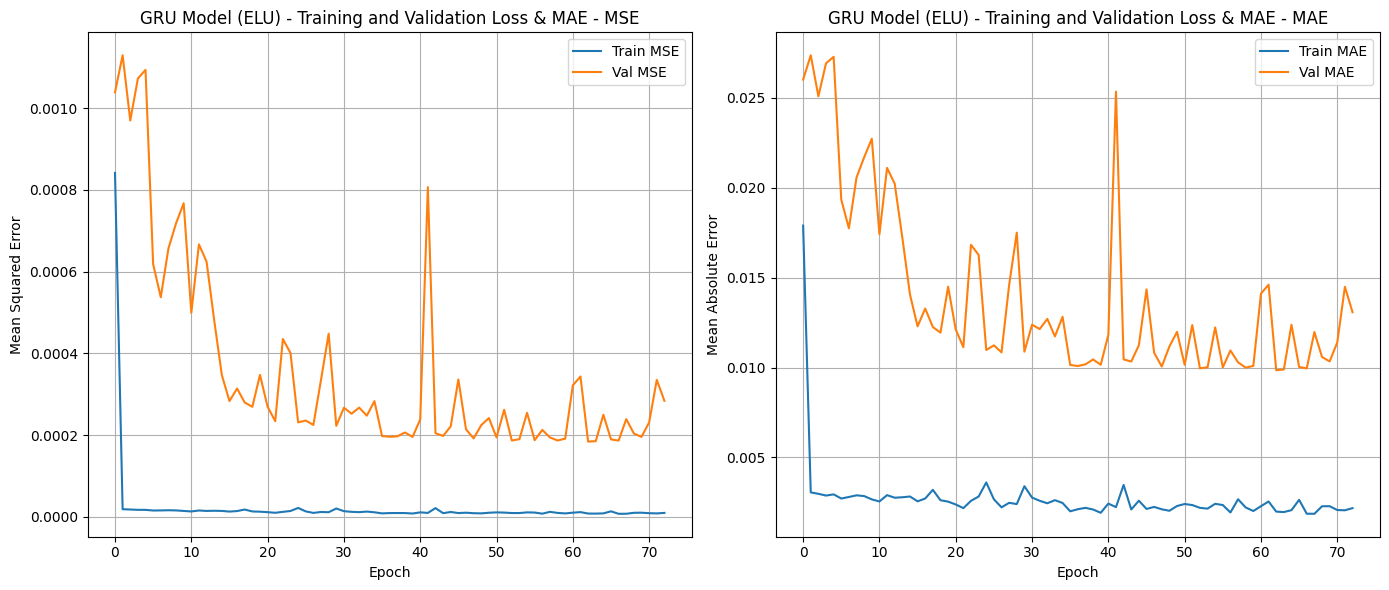 GRU Model (ELU) - Training and Validation Loss & MAE - MSE
Train MSE
Val MSE
0.0010
0.0008
0.0006
0.0004
0.0002
0.0000
Mean Squared Error
0 10 20 30 40 50 60 70
Epoch
GRU Model (ELU) - Training and Validation Loss & MAE - MAE
Train MAE
Val MAE
0.025
0.020
0.015
0.010
0.005
Mean Absolute Error
0 10 20 30 40 50 60 70
Epoch